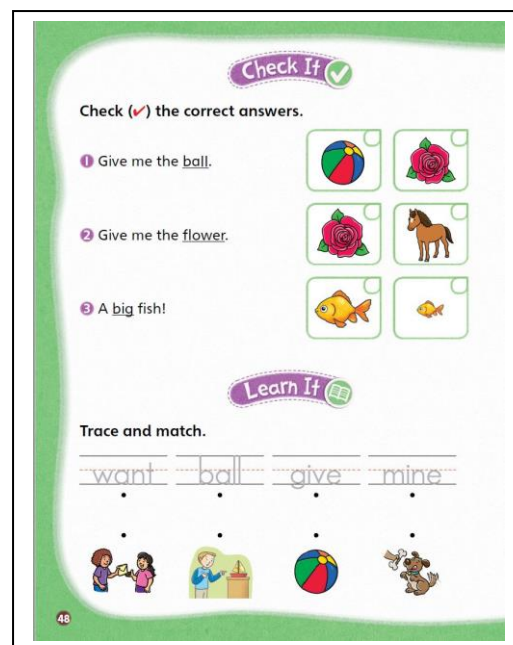 Check It
Check (✔) the correct answers.
1 Give me the ball.
2 Give me the flower.
3 A big fish!
Learn It
Trace and match.
want ball give mine
48